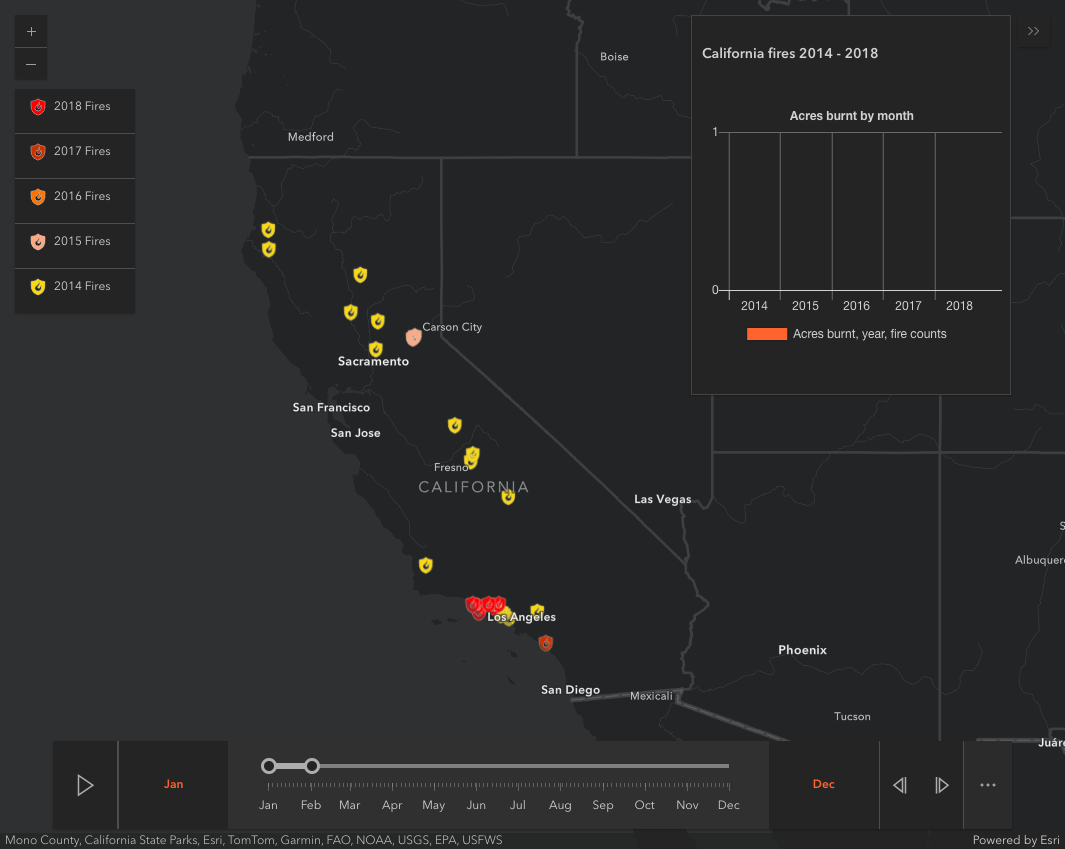 +
Boise
California fires 2014 - 2018
−
2018 Fires
2017 Fires
2016 Fires
2015 Fires
2014 Fires
Medford
Acres burnt by month
1
0
2014 2015 2016 2017 2018
Acres burnt, year, fire counts
Carson City
Sacramento
San Francisco
San Jose
Fresno
CALIFORNIA
Las Vegas
S
Albuquer
Los Angeles
Phoenix
San Diego
Mexicali
Tucson
Juáre
Jan
Jan Feb Mar Apr May Jun Jul Aug Sep Oct Nov Dec
Dec
Mono County, California State Parks, Esri, TomTom, Garmin, FAO, NOAA, USGS, EPA, USFWS
Powered by Esri